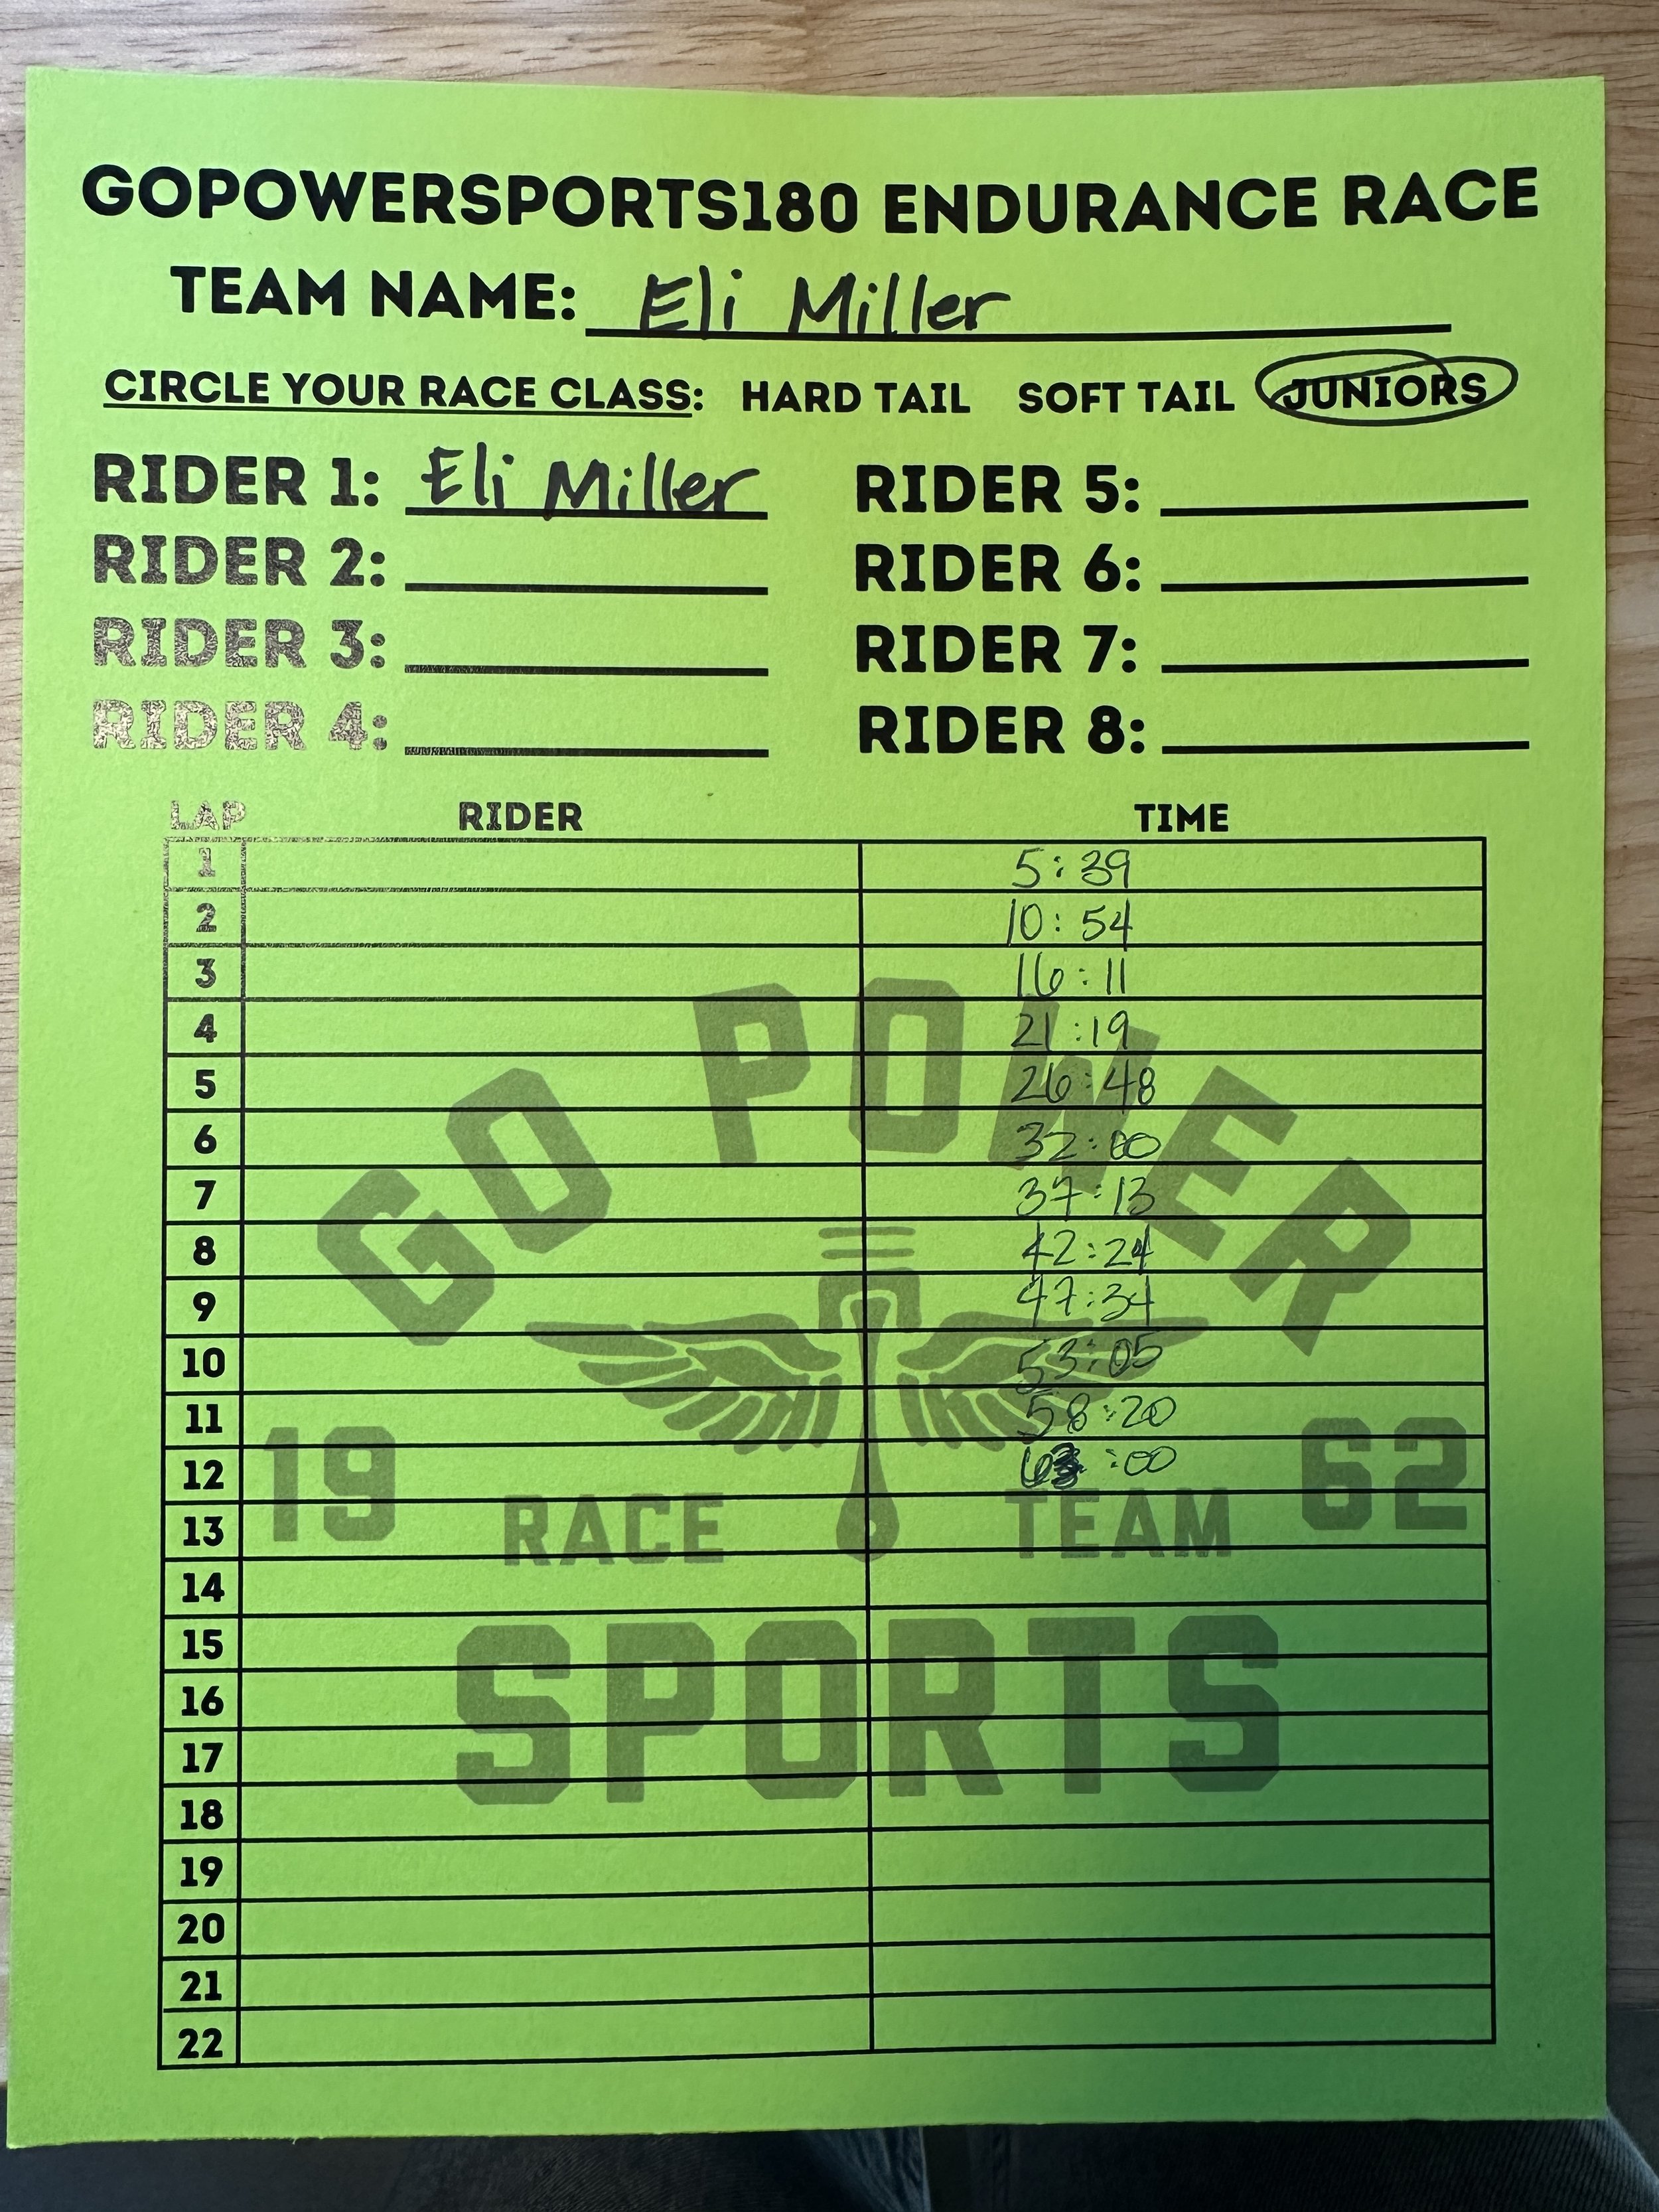 GOPOWERSPORTS180 ENDURANCE RACE
TEAM NAME: Eli Miller
CIRCLE YOUR RACE CLASS: HARD TAIL SOFT TAIL JUNIORS
RIDER 1: Eli Miller
RIDER 2:
RIDER 3:
RIDER 4:
RIDER 5:
RIDER 6:
RIDER 7:
RIDER 8:
LAP RIDER TIME
1 5:39
2 10:54
3 16:11
4 21:19
5 26:48
6 32:00
7 37:13
8 42:24
9 47:34
10 53:05
11 58:20
12 :00
13
14
15
16
17
18
19
20
21
22
GO POWER
19 62
RACE TEAM
SPORTS